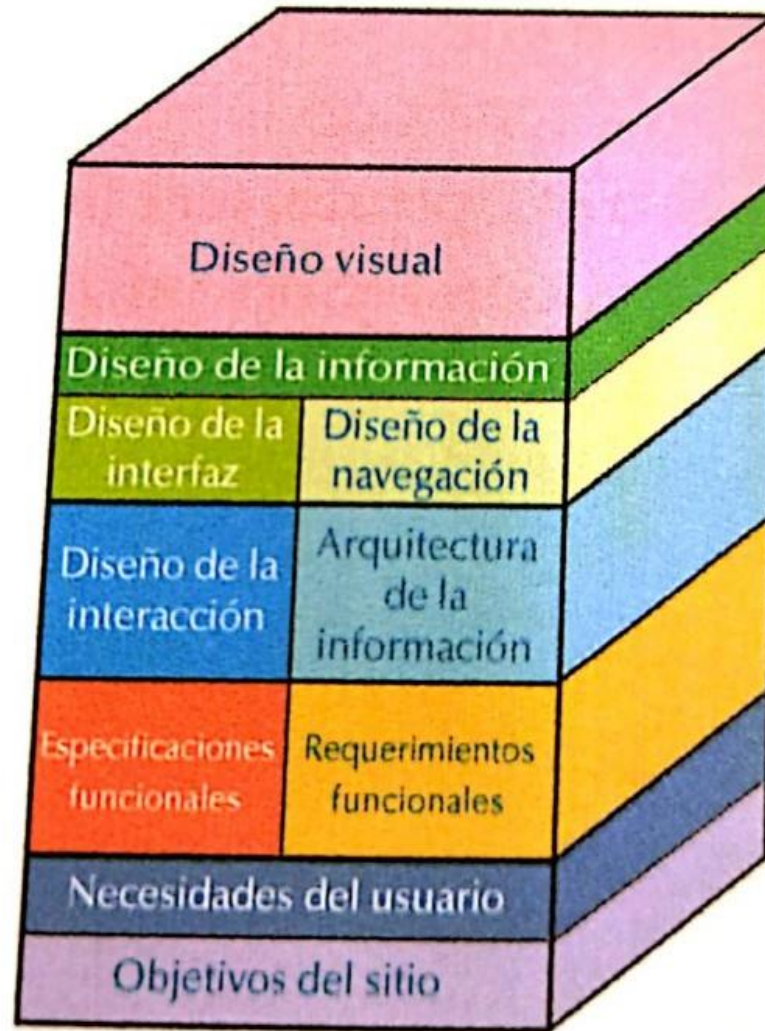 Diseño visual
Diseño de la información
Diseño de la
interfaz
Diseño de la
navegación
Diseño de la
interacción
Arquitectura
de la
información
Especificaciones
funcionales
Requerimientos
funcionales
Necesidades del usuario
Objetivos del sitio